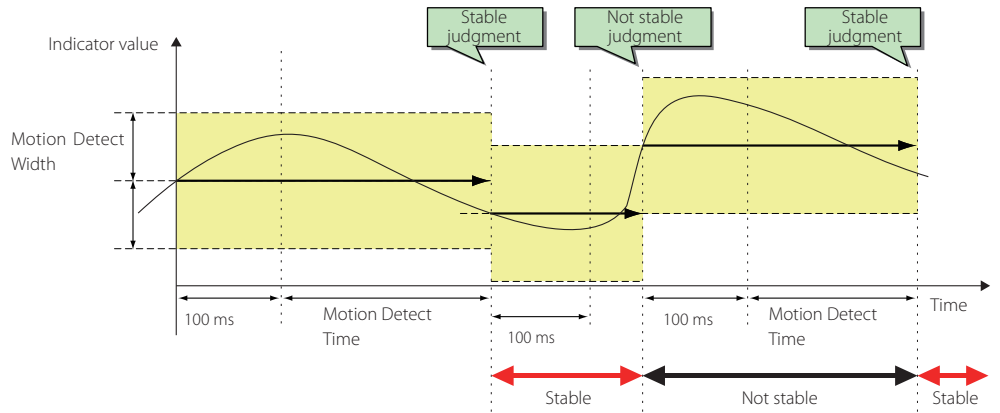 Stable
judgment
Not stable
judgment
Stable
judgment
Indicator value
Motion Detect
Width
100 ms
Motion Detect
Time
100 ms
100 ms
Motion Detect
Time
Time
Stable
Not stable
Stable